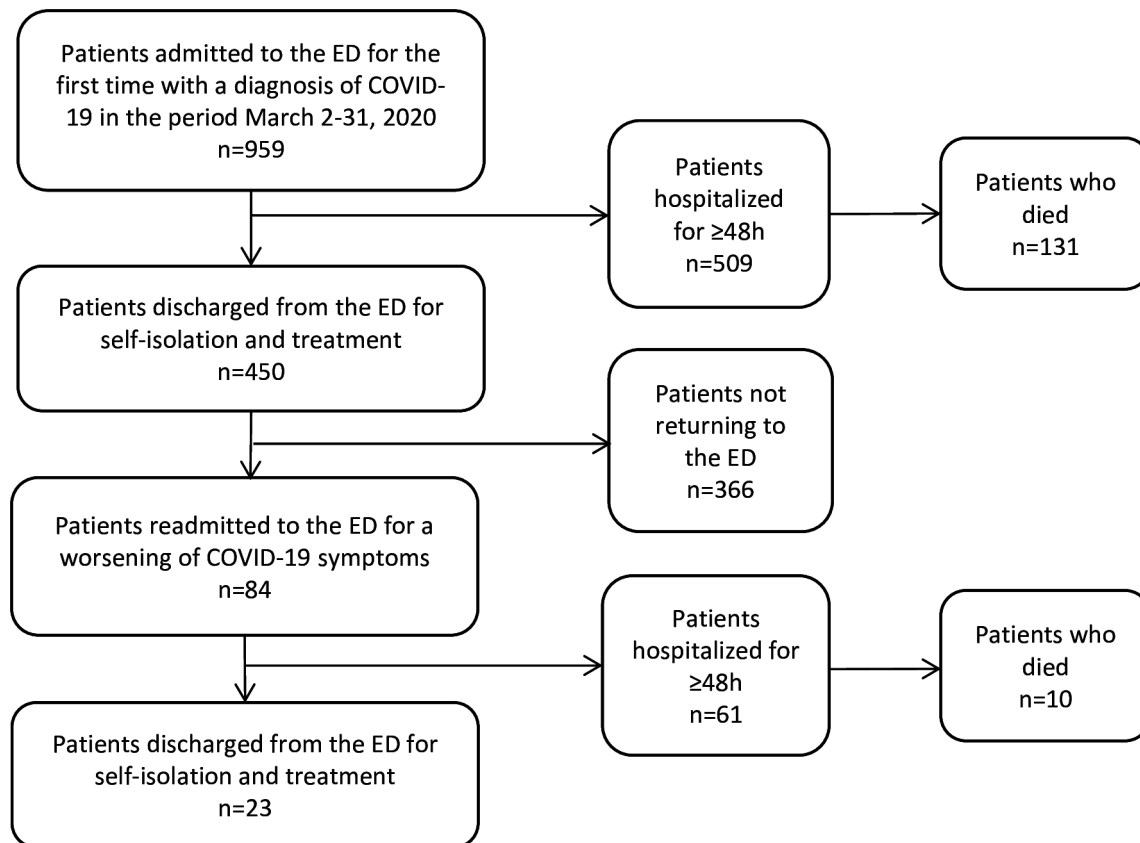 Patients admitted to the ED for the
first time with a diagnosis of COVID-
19 in the period March 2-31, 2020
n=959
Patients
hospitalized
for ≥48h
n=509
Patients who
died
n=131
Patients discharged from the ED for
self-isolation and treatment
n=450
Patients not
returning to
the ED
n=366
Patients readmitted to the ED for a
worsening of COVID-19 symptoms
n=84
Patients
hospitalized for
≥48h
n=61
Patients who
died
n=10
Patients discharged from the ED for
self-isolation and treatment
n=23